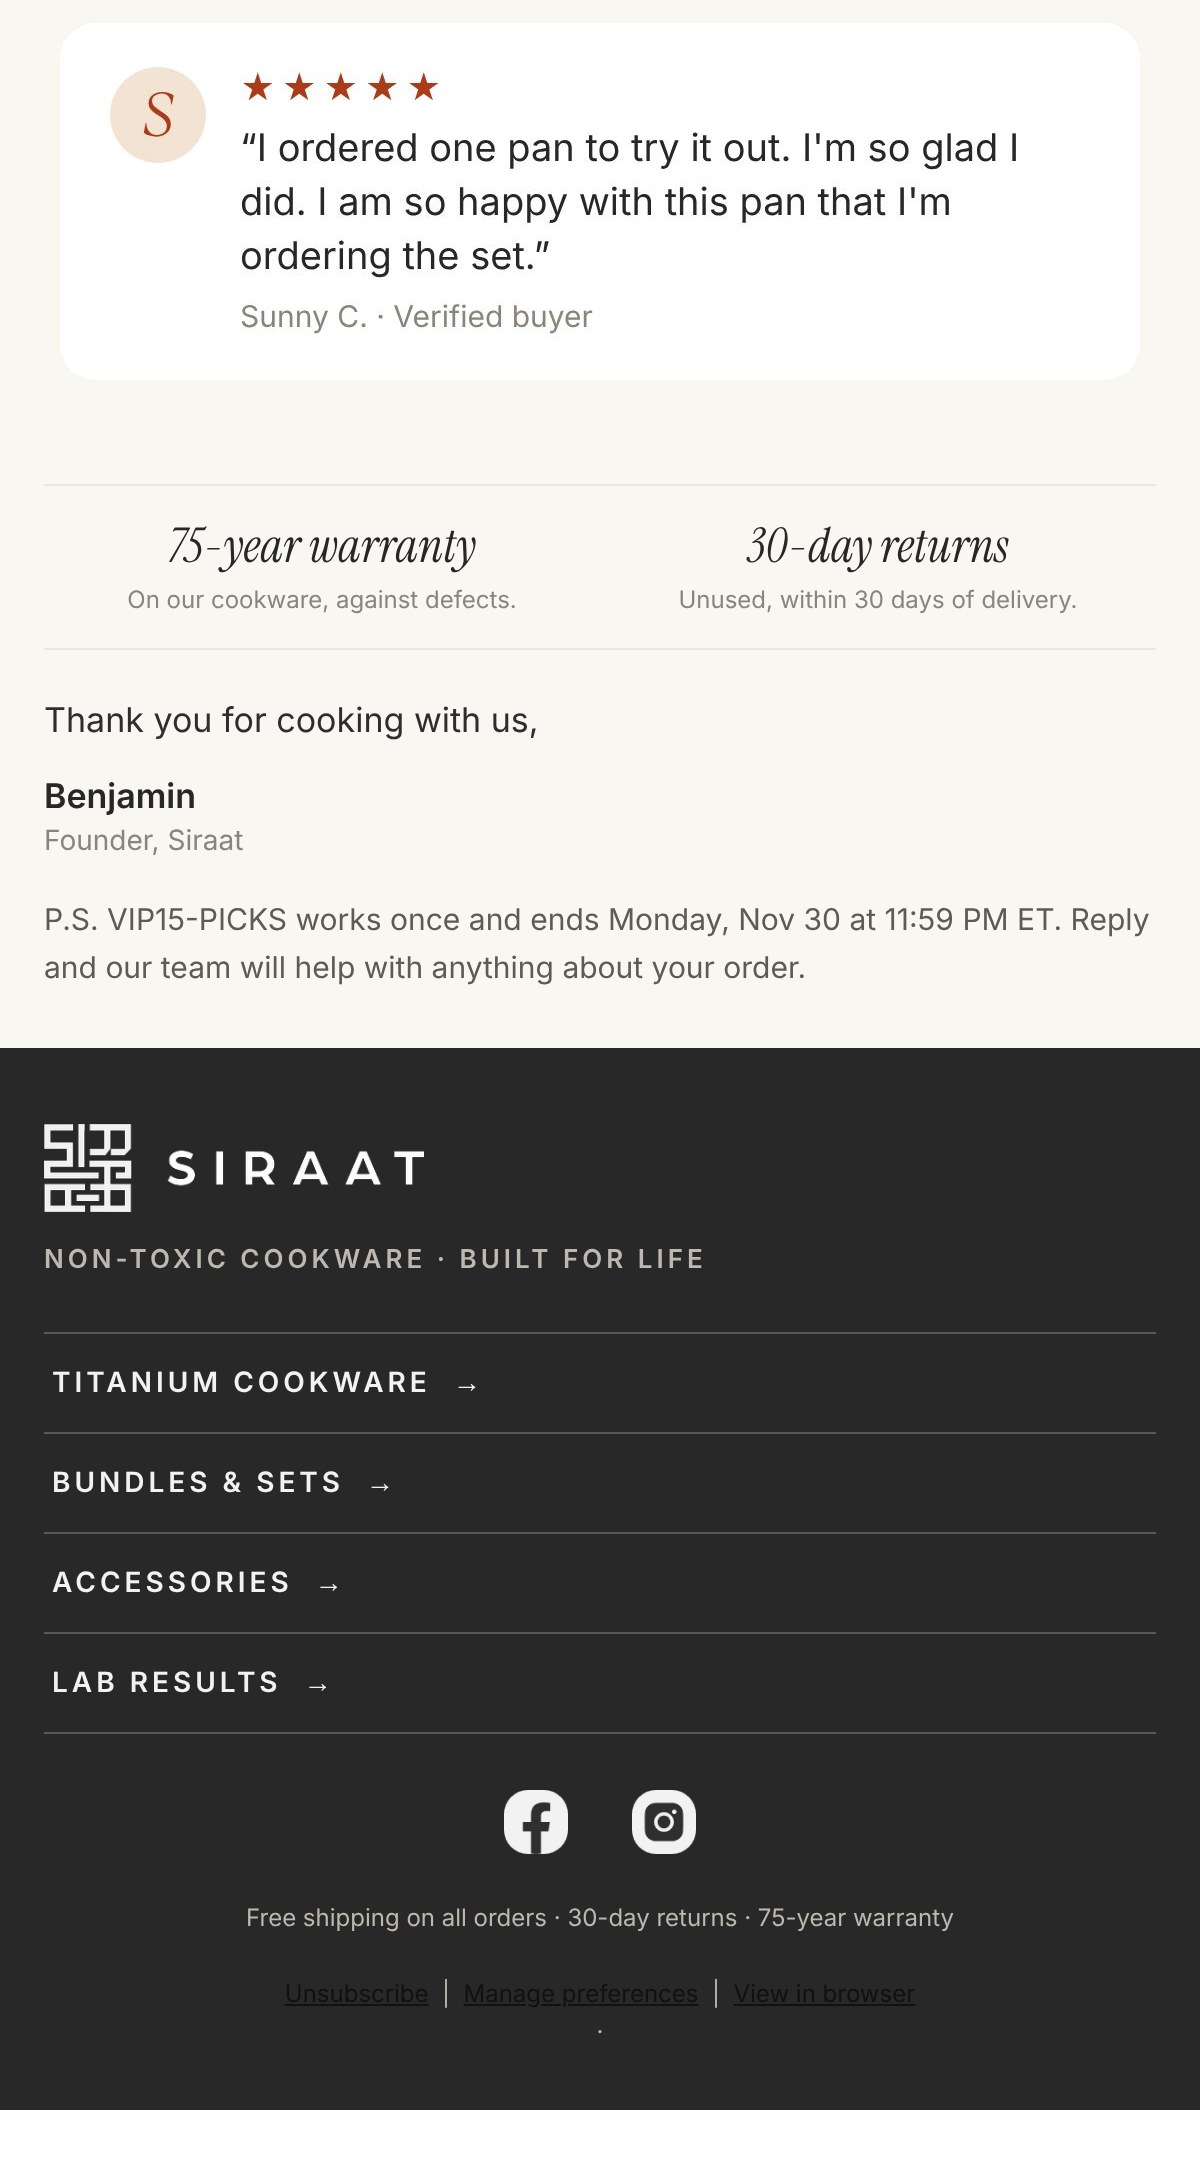 S
★★★★★
“I ordered one pan to try it out. I'm so glad I
did. I am so happy with this pan that I'm
ordering the set.”
Sunny C. · Verified buyer
75-year warranty
On our cookware, against defects.
30-day returns
Unused, within 30 days of delivery.
Thank you for cooking with us,
Benjamin
Founder, Siraat
P.S. VIP15-PICKS works once and ends Monday, Nov 30 at 11:59 PM ET. Reply
and our team will help with anything about your order.
SIRAAT
NON-TOXIC COOKWARE · BUILT FOR LIFE
TITANIUM COOKWARE →
BUNDLES & SETS →
ACCESSORIES →
LAB RESULTS →
Free shipping on all orders · 30-day returns · 75-year warranty
Unsubscribe | Manage preferences | View in browser
.